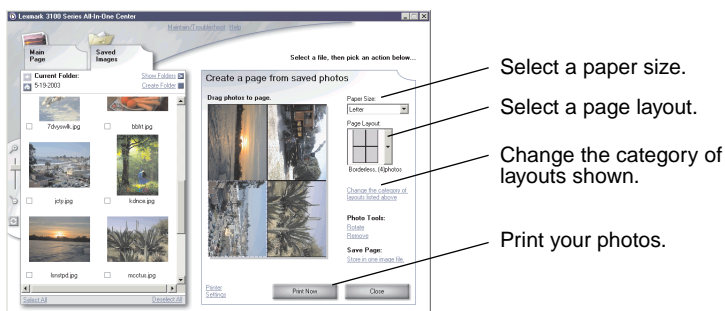 Lexmark 3100 Series All-In-One Center
Maintain/Troubleshoot Help
Main
Page
Saved
Images
Select a file, then pick an action below...
Current Folder:
Show Folders
5-19-2003
Create Folder
7dvyswlk.jpg
bblrt.jpg
jcty.jpg
kdnce.jpg
lxnstpd.jpg
mcctus.jpg
Select All
Deselect All
Create a page from saved photos
Drag photos to page.
Paper Size:
Letter
Page Layout:
Borderless, (4)photos
Change the category of
layouts listed above
Photo Tools:
Rotate
Remove
Save Page:
Store in one image file.
Printer
Settings
Print Now
Close
Select a paper size.
Select a page layout.
Change the category of
layouts shown.
Print your photos.